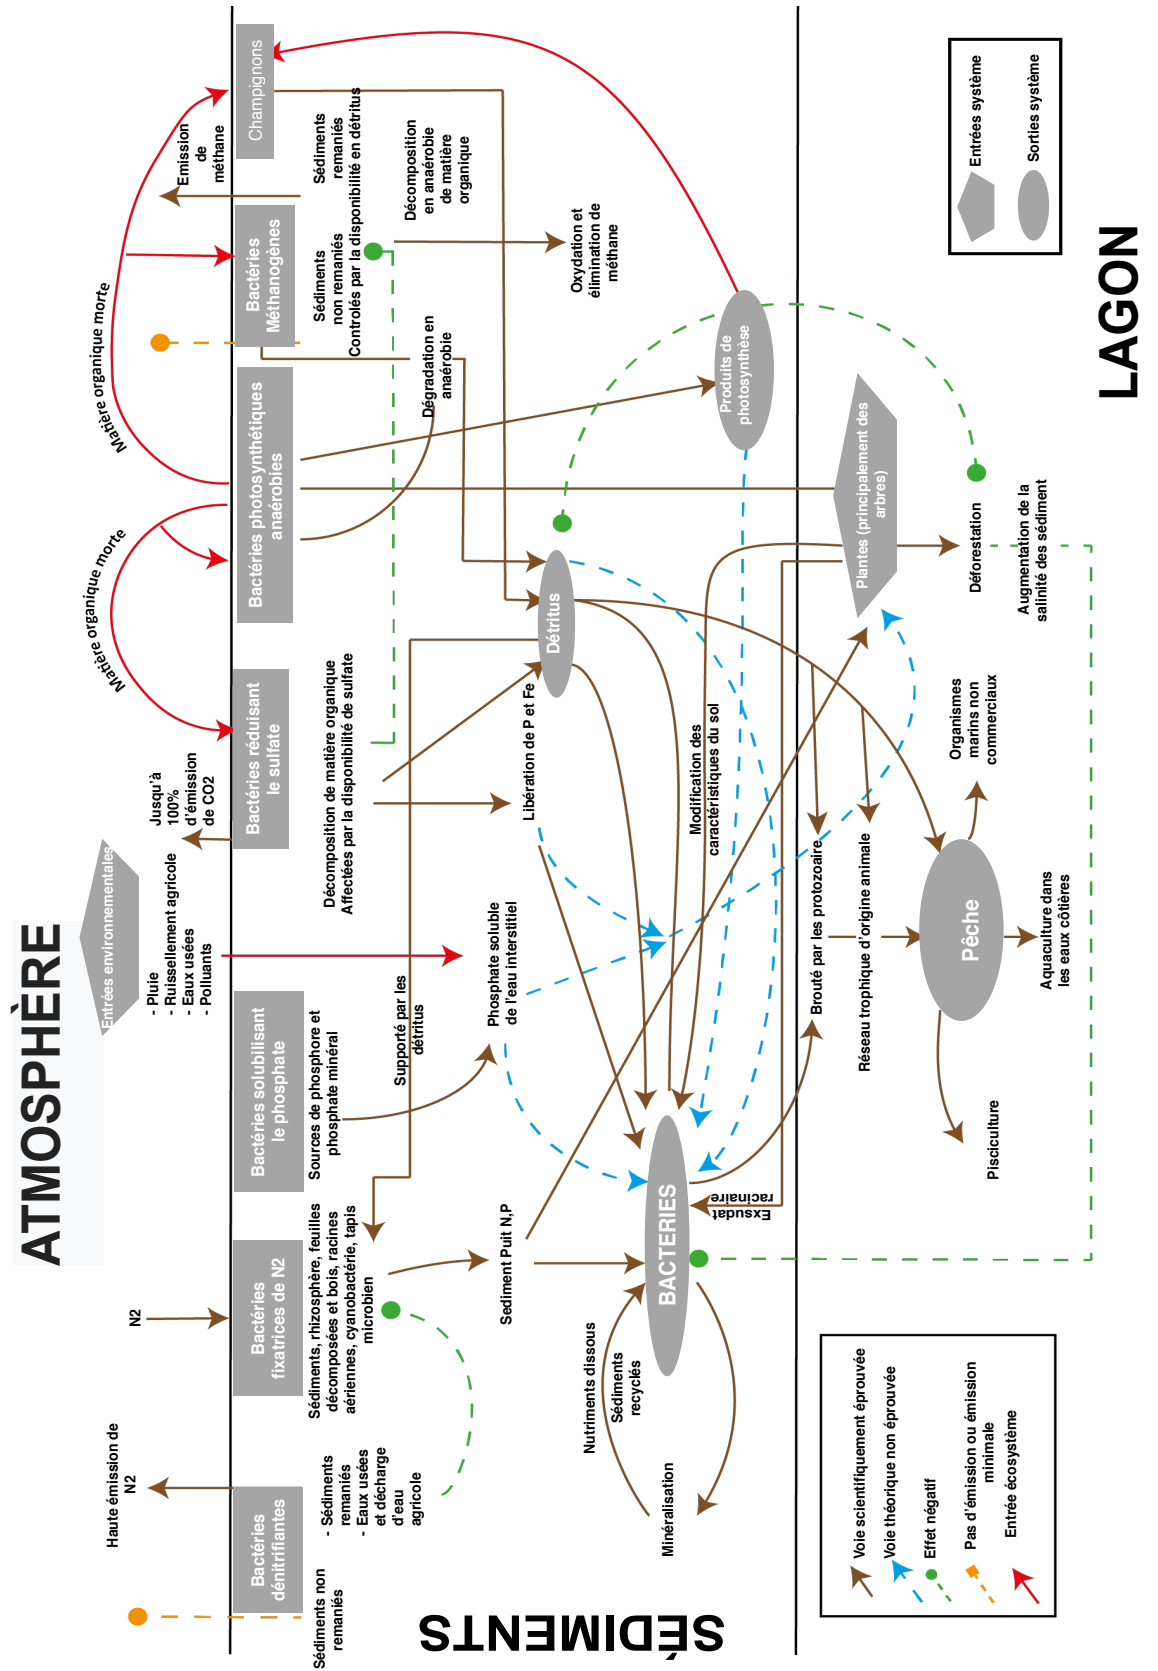 ATMOSPHÈRE
Entrées environnementales
- Pluie
- Ruissellement agricole
- Eaux usées
- Polluants
Haute émission de
N2
N2
Jusqu'à
100%
d'émission
de CO2
Matière organique morte
Matière organique morte
Emission
de
méthane
Bactéries
dénitrifiantes
Bactéries
fixatrices de N2
Bactéries solubilisant
le phosphate
Bactéries réduisant
le sulfate
Bactéries photosynthétiques
anaérobies
Bactéries
Méthanogènes
Champignons
SÉDIMENTS
Sédiments non
remaniés
- Sédiments
remaniés
- Eaux usées
et décharge
d'eau
agricole
Sédiments, rhizosphère, feuilles
décomposées et bois, racines
aériennes, cyanobactérie, tapis
microbien
Sources de phosphore et
phosphate minéral
Décomposition de matière organique
Affectées par la disponibilité de sulfate
Sédiments
non remaniés
Sédiments
remaniés
Controlés par la disponibilité en détritus
Supporté par les
détritus
Dégradation en
anaérobie
Décomposition
en anaérobie
de matière
organique
Sediment Puit N,P
Phosphate soluble
de l'eau interstitiel
Libération de P et Fe
Détritus
Oxydation et
élimination de
méthane
Nutriments dissous
Sédiments
recyclés
Minéralisation
BACTERIES
Modification des
caractéristiques du sol
Produits de
photosynthèse
Exsudat
racinaire
LAGON
Brouté par les protozoaire
Réseau trophique d'origine animale
Plantes (principalement des
arbres)
Déforestation
Augmentation de la
salinité des sédiment
Pêche
Organismes
marins non
commerciaux
Aquaculture dans
les eaux côtières
Pisciculture
Voie scientifiquement éprouvée
Voie théorique non éprouvée
Effet négatif
Pas d'émission ou émission
minimale
Entrée écosystème
Entrées système
Sorties système